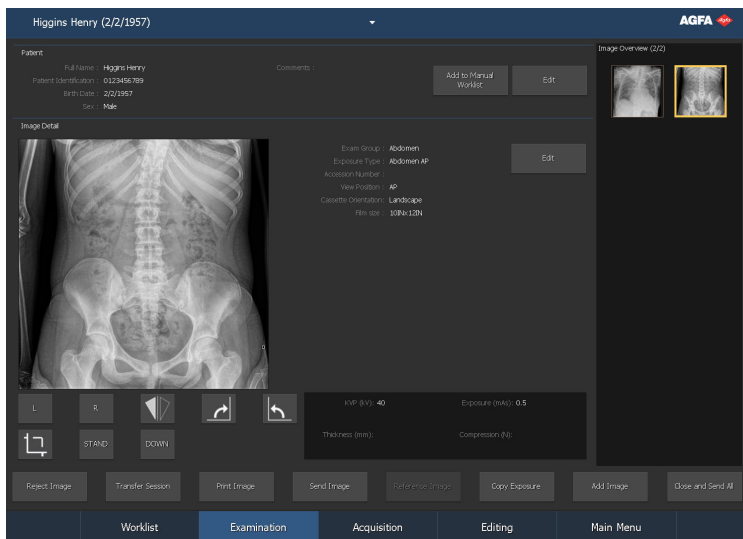 Higgins Henry (2/2/1957)
AGFA
Patient
Full Name : Higgins Henry
Patient Identification : 0123456789
Birth Date : 2/2/1957
Sex : Male
Comments :
Add to Manual
Worklist
Edit
Image Overview (2/2)
Image Detail
Exam Group : Abdomen
Exposure Type : Abdomen AP
Accession Number :
View Position : AP
Cassette Orientation: Landscape
Film size : 10INx12IN
Edit
L
R
STAND
DOWN
KVP (kV): 40
Exposure (mAs): 0.5
Thickness (mm):
Compression (N):
Reject Image
Transfer Session
Print Image
Send Image
Reference Image
Copy Exposure
Add Image
Close and Send All
Worklist
Examination
Acquisition
Editing
Main Menu